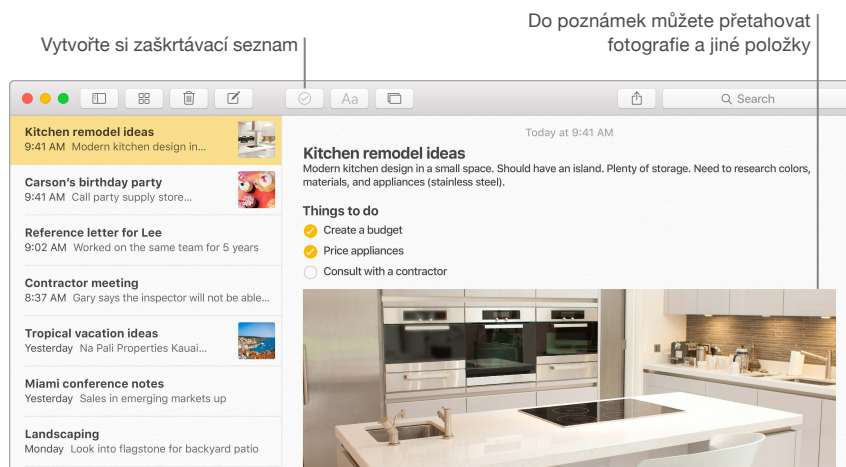 Do poznámek můžete přetahovat
fotografie a jiné položky
Vytvořte si zaškrtávací seznam
Aa
Search
Kitchen remodel ideas
9:41 AM Modern kitchen design in...
Carson's birthday party
9:41 AM Call party supply store...
Reference letter for Lee
9:02 AM Worked on the same team for 5 years
Contractor meeting
8:37 AM Gary says the inspector will not be able...
Tropical vacation ideas
Yesterday Na Pali Properties Kauai...
Miami conference notes
Yesterday Sales in emerging markets up
Landscaping
Monday Look into flagstone for backyard patio
Today at 9:41 AM
Kitchen remodel ideas
Modern kitchen design in a small space. Should have an island. Plenty of storage. Need to research colors,
materials, and appliances (stainless steel).
Things to do
Create a budget
Price appliances
Consult with a contractor